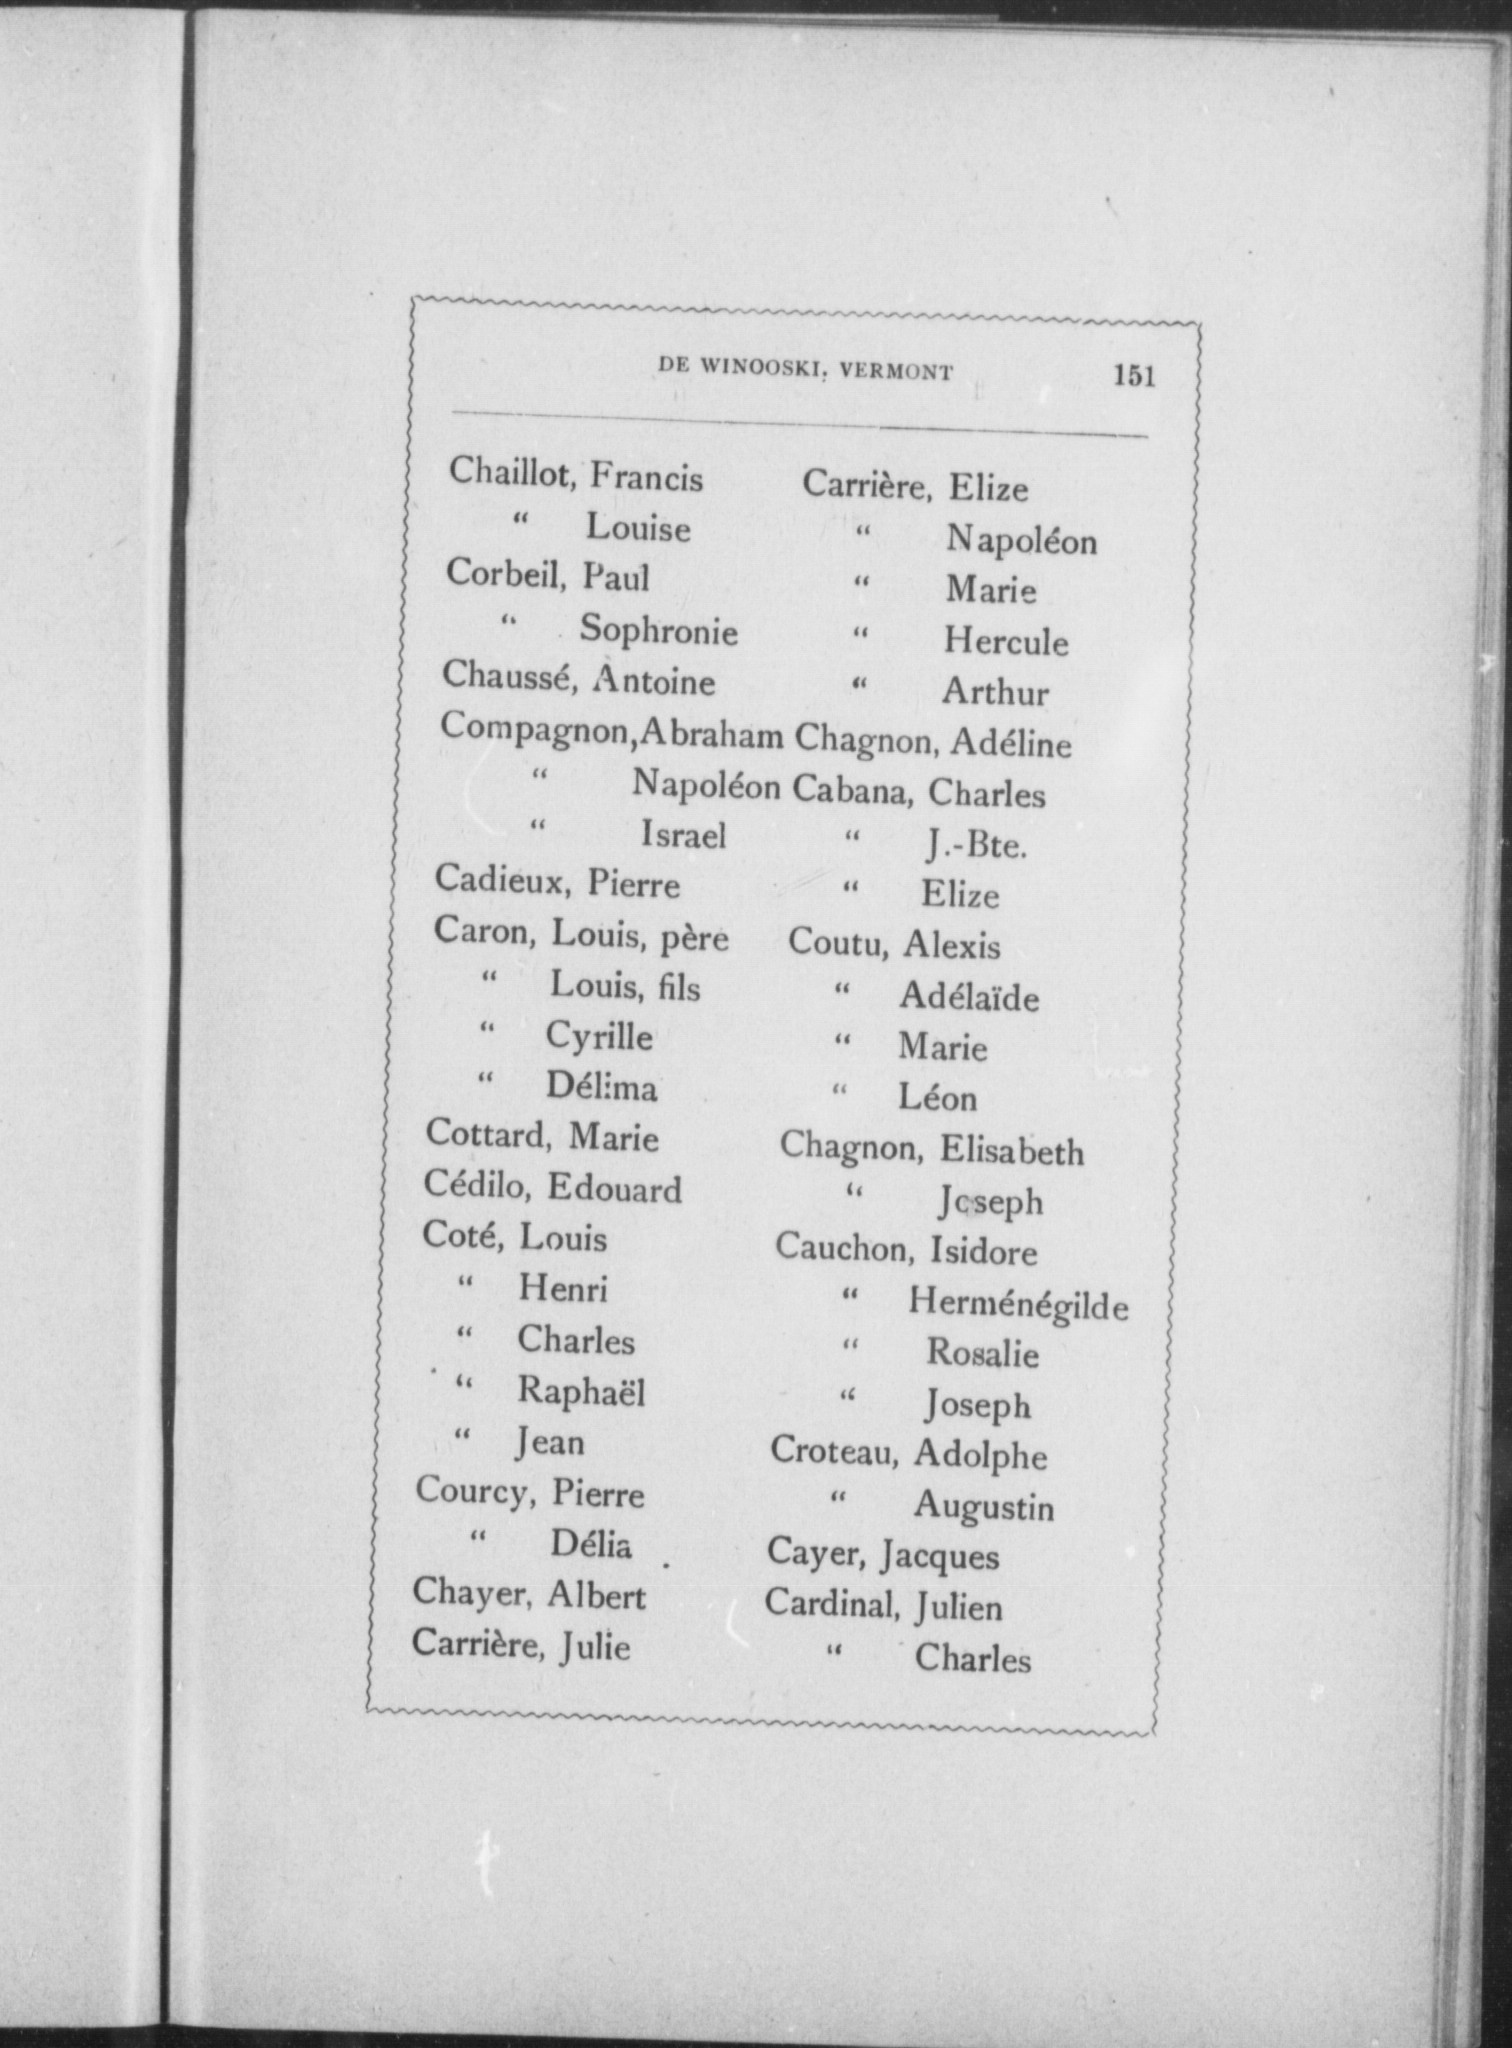 DE WINOOSKI, VERMONT 151
Chaillot, Francis
“ Louise
Corbeil, Paul
“ Sophronie
Chaussé, Antoine
Compagnon, Abraham
“ Napoléon
“ Israel
Cadieux, Pierre
Caron, Louis, père
“ Louis, fils
“ Cyrille
“ Délima
Cottard, Marie
Cédilo, Edouard
Coté, Louis
“ Henri
“ Charles
“ Raphaël
“ Jean
Courcy, Pierre
“ Délia
Chayer, Albert
Carrière, Julie
Carrière, Elize
“ Napoléon
“ Marie
“ Hercule
“ Arthur
Chagnon, Adéline
Cabana, Charles
“ J.-Bte.
“ Elize
Coutu, Alexis
“ Adélaïde
“ Marie
“ Léon
Chagnon, Elisabeth
“ Joseph
Cauchon, Isidore
“ Herménégilde
“ Rosalie
“ Joseph
Croteau, Adolphe
“ Augustin
Cayer, Jacques
Cardinal, Julien
“ Charles